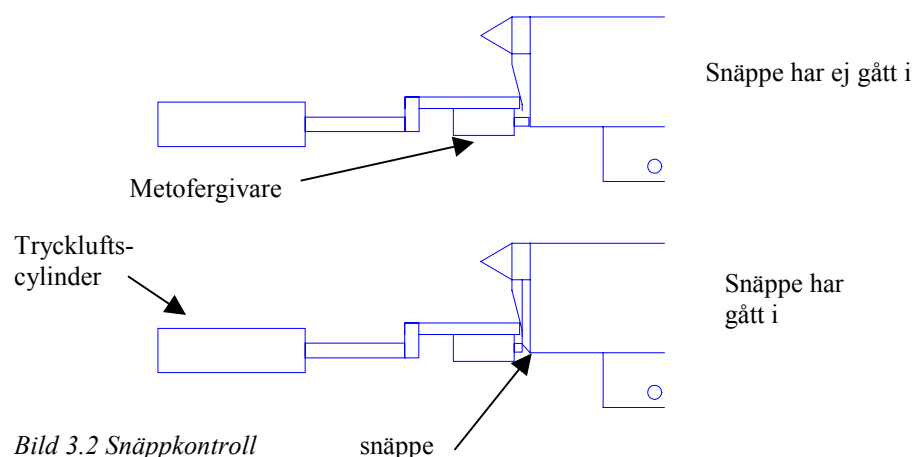 Snäppe har ej gått i
Metofergivare
Trycklufts-
cylinder
Snäppe har
gått i
Bild 3.2 Snäppkontroll
snäppe